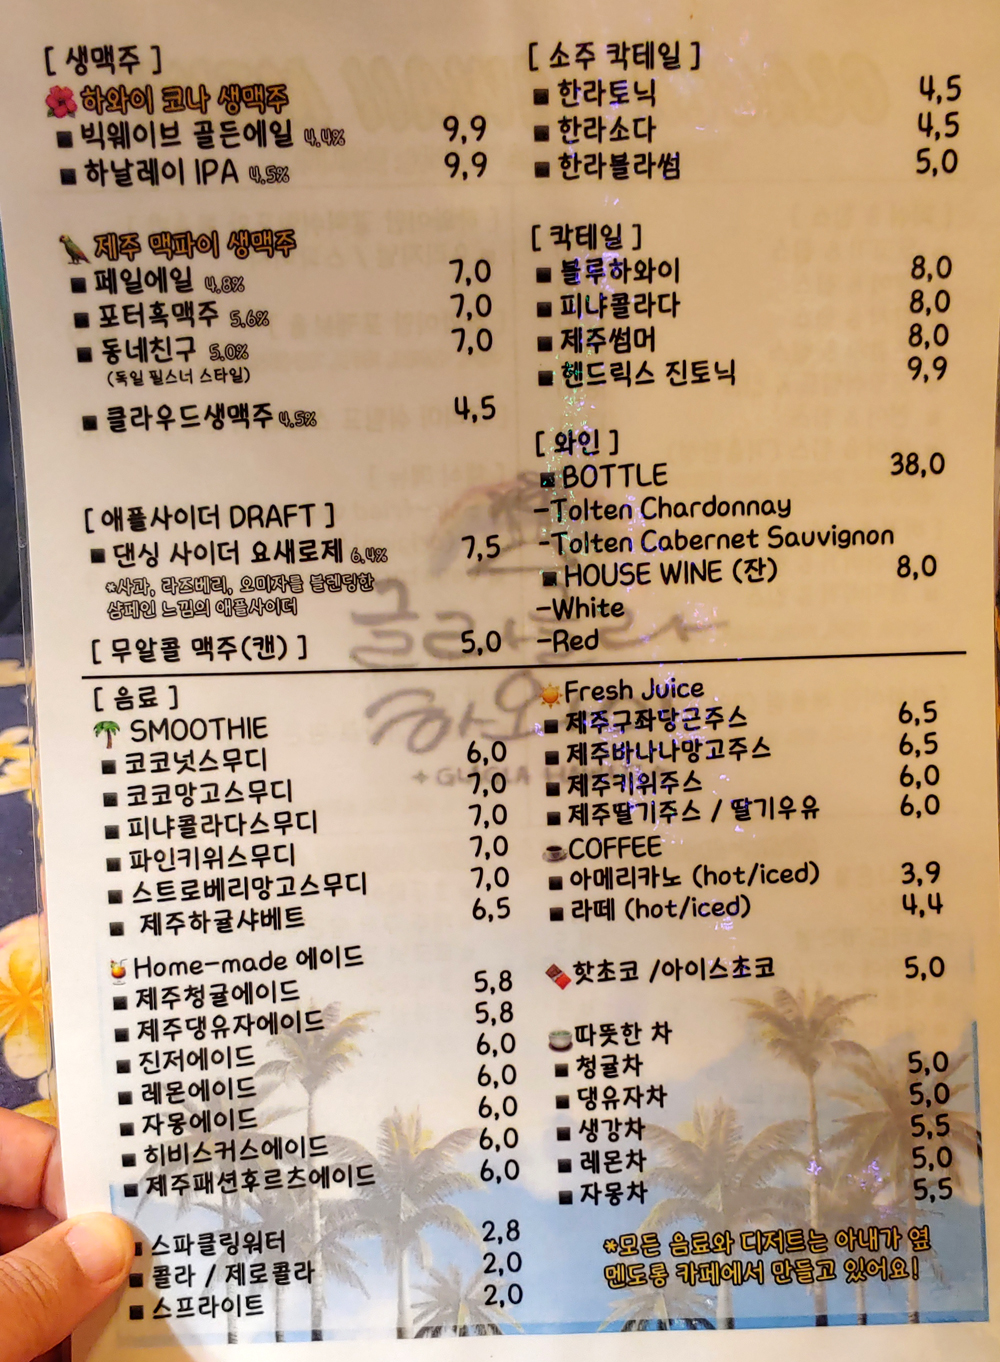 [ 생맥주 ]
하와이 코나 생맥주
■ 빅웨이브 골든에일 4.4% 9,9
■ 하날레이 IPA 4.5% 9,9
제주 맥파이 생맥주
■ 페일에일 4.8% 7,0
■ 포터흑맥주 5.6% 7,0
■ 동네친구 5.0% 7,0
(독일 필스너 스타일)
■ 클라우드생맥주 4.5% 4,5
[ 애플사이더 DRAFT ]
■ 댄싱 사이더 요새로제 6.4% 7,5
*사과, 라즈베리, 오미자를 블렌딩한
샴페인 느낌의 애플사이더
[ 무알콜 맥주(캔) ] 5,0
[ 소주 칵테일 ]
■ 한라토닉 4,5
■ 한라소다 4,5
■ 한라블라썸 5,0
[ 칵테일 ]
■ 블루하와이 8,0
■ 피냐콜라다 8,0
■ 제주썸머 8,0
■ 헨드릭스 진토닉 9,9
[ 와인 ]
■ BOTTLE 38,0
-Tolten Chardonnay
-Tolten Cabernet Sauvignon
■ HOUSE WINE (잔) 8,0
-White
-Red
글라글라
하와이
+ GLAGLA HAWAII +
[ 음료 ]
SMOOTHIE
■ 코코넛스무디 6,0
■ 코코망고스무디 7,0
■ 피냐콜라다스무디 7,0
■ 파인키위스무디 7,0
■ 스트로베리망고스무디 7,0
■ 제주하귤샤베트 6,5
Home-made 에이드
■ 제주청귤에이드 5,8
■ 제주댕유자에이드 5,8
■ 진저에이드 6,0
■ 레몬에이드 6,0
■ 자몽에이드 6,0
■ 히비스커스에이드 6,0
■ 제주패션후르츠에이드 6,0
■ 스파클링워터 2,8
■ 콜라 / 제로콜라 2,0
■ 스프라이트 2,0
Fresh Juice
■ 제주구좌당근주스 6,5
■ 제주바나나망고주스 6,5
■ 제주키위주스 6,0
■ 제주딸기주스 / 딸기우유 6,0
COFFEE
■ 아메리카노 (hot/iced) 3,9
■ 라떼 (hot/iced) 4,4
핫초코 /아이스초코 5,0
따뜻한 차
■ 청귤차 5,0
■ 댕유자차 5,0
■ 생강차 5,5
■ 레몬차 5,0
■ 자몽차 5,5
*모든 음료와 디저트는 아내가 옆
멘도롱 카페에서 만들고 있어요!